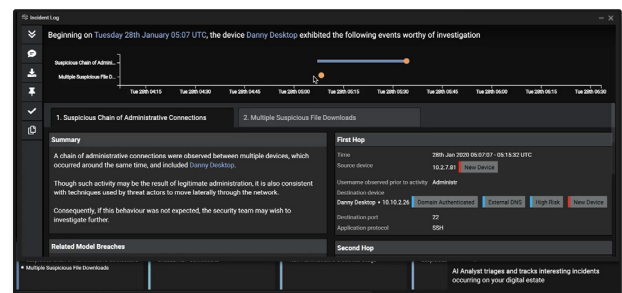 Incident Log
Beginning on Tuesday 28th January 05:07 UTC, the device Danny Desktop exhibited the following events worthy of investigation
Suspicious Chain of Admini...
Multiple Suspicious File D...
Tue 28th 04:15 Tue 28th 04:30 Tue 28th 04:45 Tue 28th 05:00 Tue 28th 05:15 Tue 28th 05:30 Tue 28th 05:45 Tue 28th 06:00 Tue 28th 06:15 Tue 28th 06:30
1. Suspicious Chain of Administrative Connections
2. Multiple Suspicious File Downloads
Summary
A chain of administrative connections were observed between multiple devices, which
occurred around the same time, and included Danny Desktop.
Though such activity may be the result of legitimate administration, it is also consistent
with techniques used by threat actors to move laterally through the network.
Consequently, if this behaviour was not expected, the security team may wish to
investigate further.
Related Model Breaches
First Hop
Time 28th Jan 2020 05:07:07 - 05:15:32 UTC
Source device 10.2.7.81 New Device
Username observed prior to activity Administr
Destination device
Danny Desktop • 10.10.2.26 Domain Authenticated External DNS High Risk New Device
Destination port 22
Application protocol SSH
Second Hop
• Multiple Suspicious File Downloads
AI Analyst triages and tracks interesting incidents
occurring on your digital estate